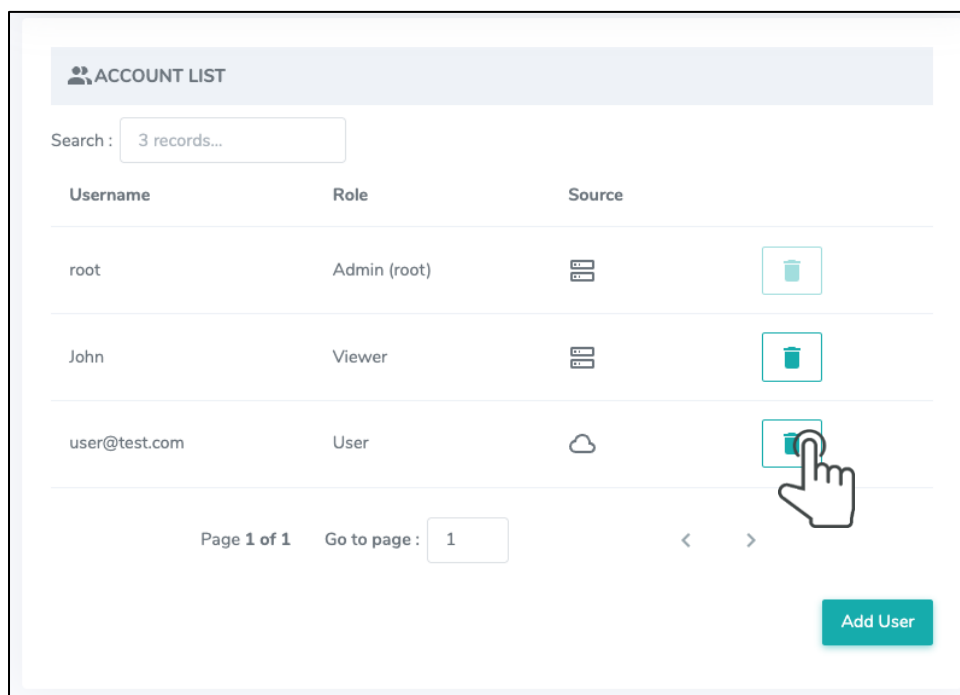 ACCOUNT LIST
Search : 3 records...
Username Role Source
root Admin (root)
John Viewer
user@test.com User
Page 1 of 1 Go to page : 1
Add User